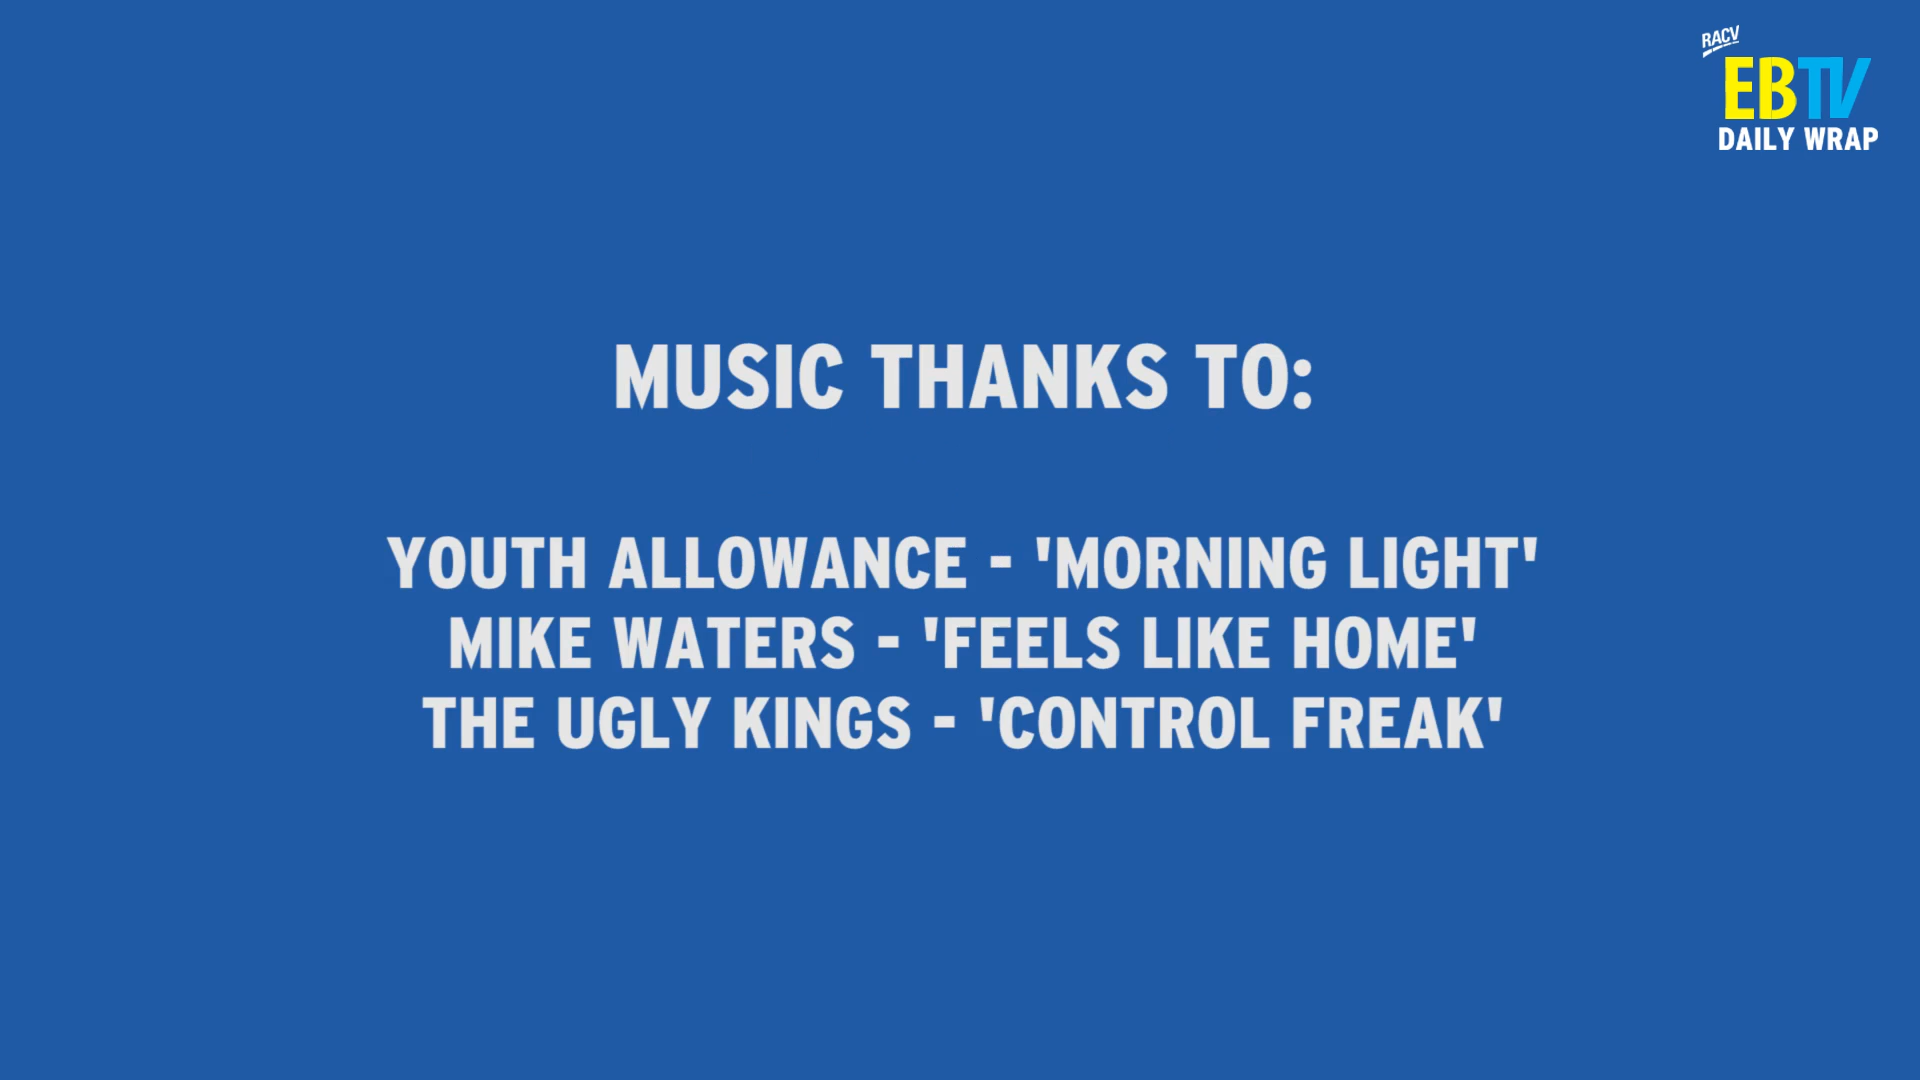 RACV
EBTV
DAILY WRAP
MUSIC THANKS TO:
YOUTH ALLOWANCE - 'MORNING LIGHT'
MIKE WATERS - 'FEELS LIKE HOME'
THE UGLY KINGS - 'CONTROL FREAK'